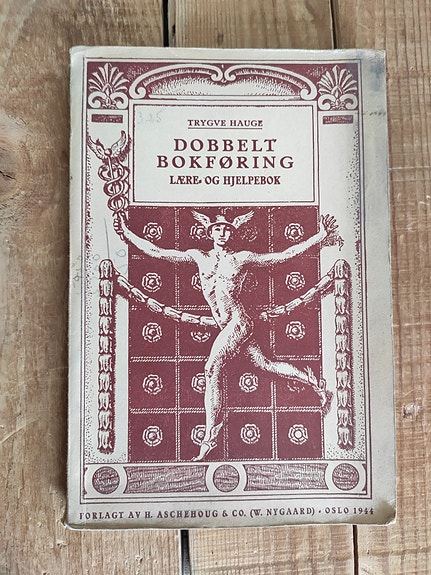 TRYGVE HAUGE
DOBBELT
BOKFØRING
LÆRE- OG HJELPEBOK
FORLAGT AV H. ASCHEHOUG & CO. (W. NYGAARD) · OSLO 1944